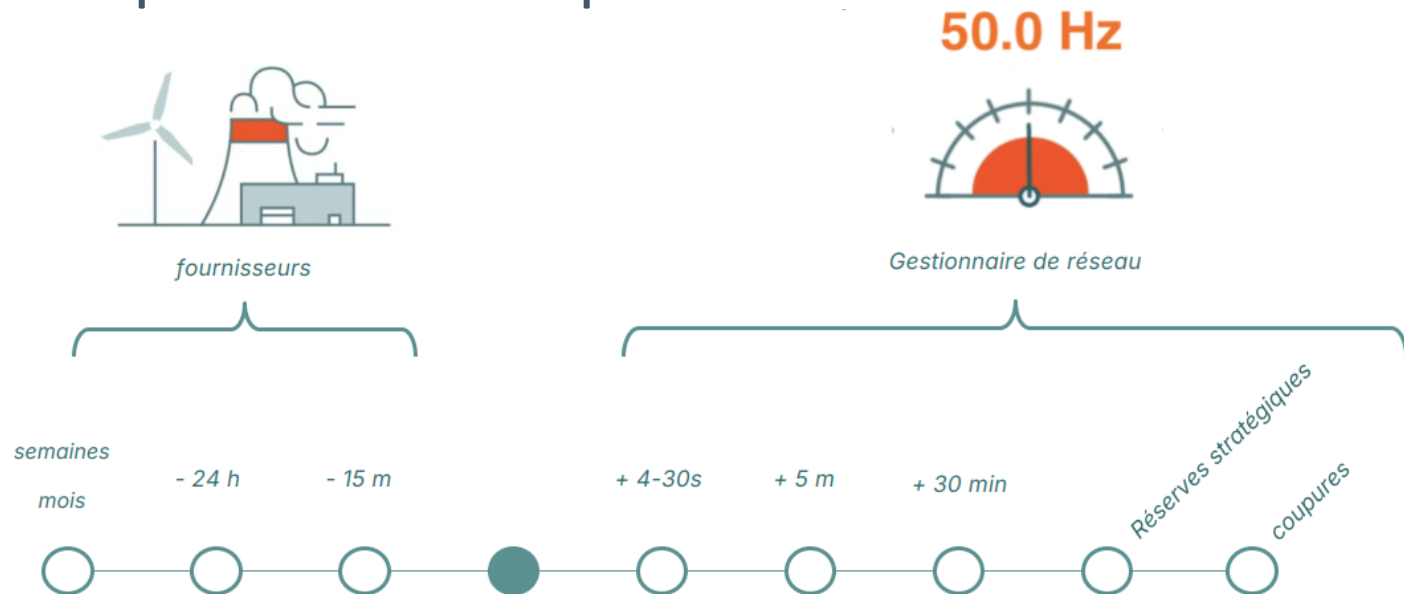 50.0 Hz
fournisseurs
Gestionnaire de réseau
semaines
mois
- 24 h
- 15 m
+ 4-30s
+ 5 m
+ 30 min
Réserves stratégiques
coupures